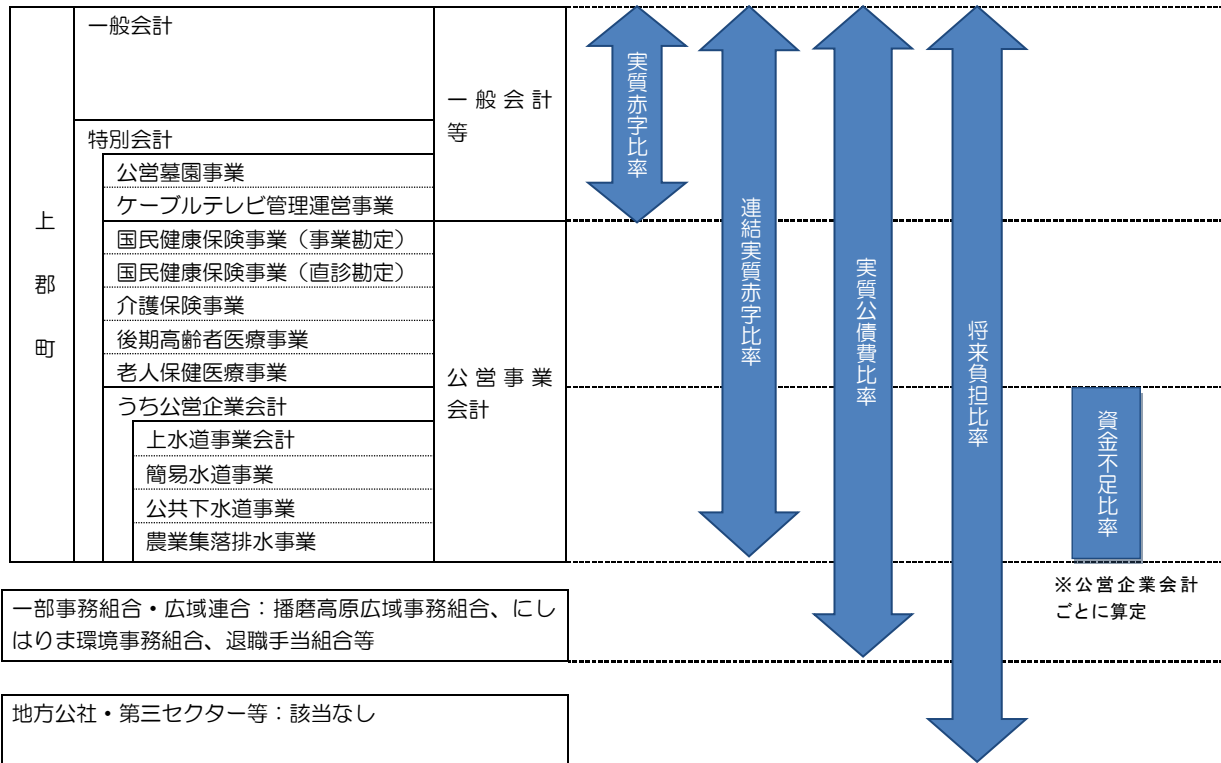 上郡町
一般会計
特別会計
公営墓園事業
ケーブルテレビ管理運営事業
国民健康保険事業（事業勘定）
国民健康保険事業（直診勘定）
介護保険事業
後期高齢者医療事業
老人保健医療事業
うち公営企業会計
上水道事業会計
簡易水道事業
公共下水道事業
農業集落排水事業
一般会計
等
公営事業
会計
実質赤字比率
連結実質赤字比率
実質公債費比率
将来負担比率
資金不足比率
※公営企業会計
ごとに算定
一部事務組合・広域連合：播磨高原広域事務組合、にし
はりま環境事務組合、退職手当組合等
地方公社・第三セクター等：該当なし